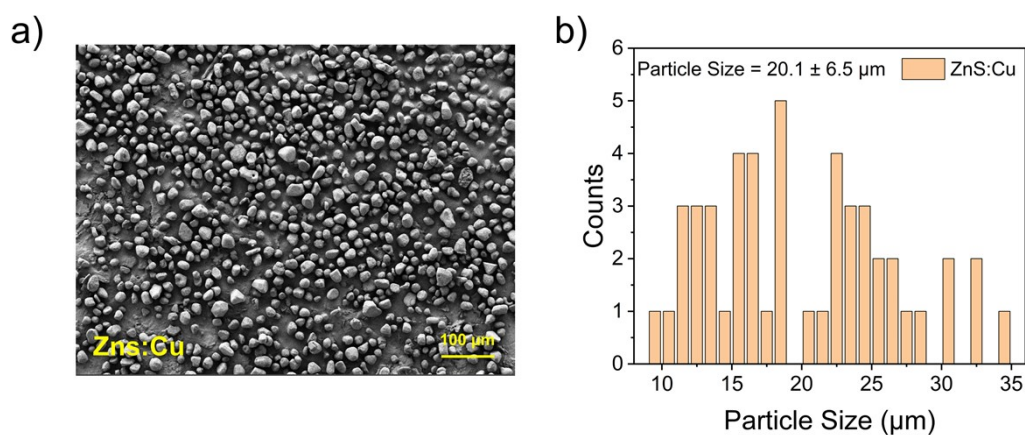 a)
Zns:Cu
100 µm
b)
Particle Size = 20.1 ± 6.5 µm
ZnS:Cu
Counts
6
5
4
3
2
1
0
10 15 20 25 30 35
Particle Size (µm)